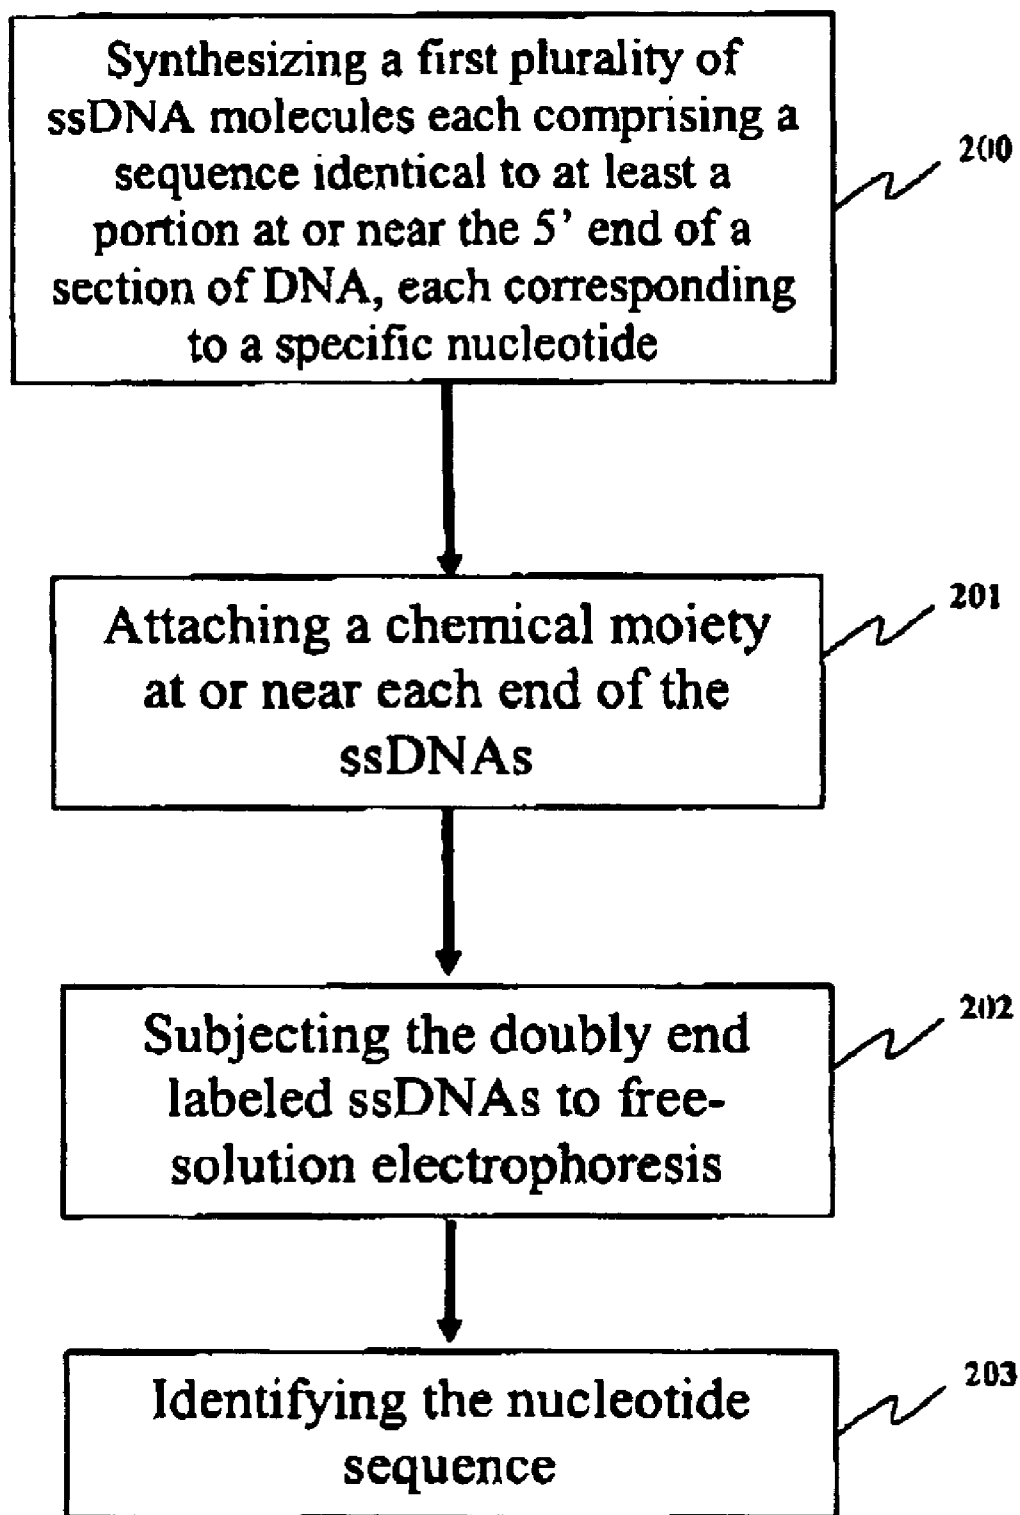 Synthesizing a first plurality of
ssDNA molecules each comprising a
sequence identical to at least a
portion at or near the 5' end of a
section of DNA, each corresponding
to a specific nucleotide
200
Attaching a chemical moiety
at or near each end of the
ssDNAs
201
Subjecting the doubly end
labeled ssDNAs to free-
solution electrophoresis
202
Identifying the nucleotide
sequence
203